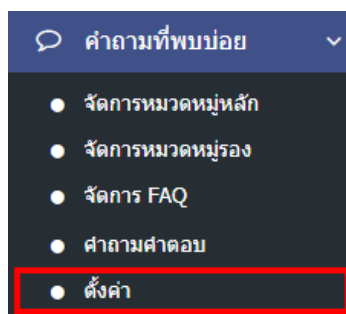 คำถามที่พบบ่อย
จัดการหมวดหมู่หลัก
จัดการหมวดหมู่รอง
จัดการ FAQ
คำถามคำตอบ
ตั้งค่า